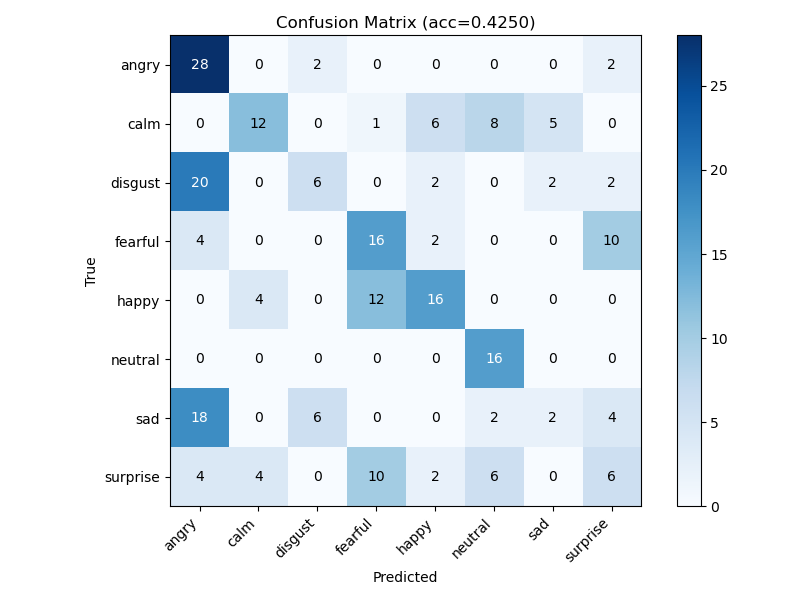 Confusion Matrix (acc=0.4250)
angry 28 0 2 0 0 0 0 2
calm 0 12 0 1 6 8 5 0
disgust 20 0 6 0 2 0 2 2
fearful 4 0 0 16 2 0 0 10
happy 0 4 0 12 16 0 0 0
neutral 0 0 0 0 0 16 0 0
sad 18 0 6 0 0 2 2 4
surprise 4 4 0 10 2 6 0 6
True
angry calm disgust fearful happy neutral sad surprise
Predicted
25
20
15
10
5
0